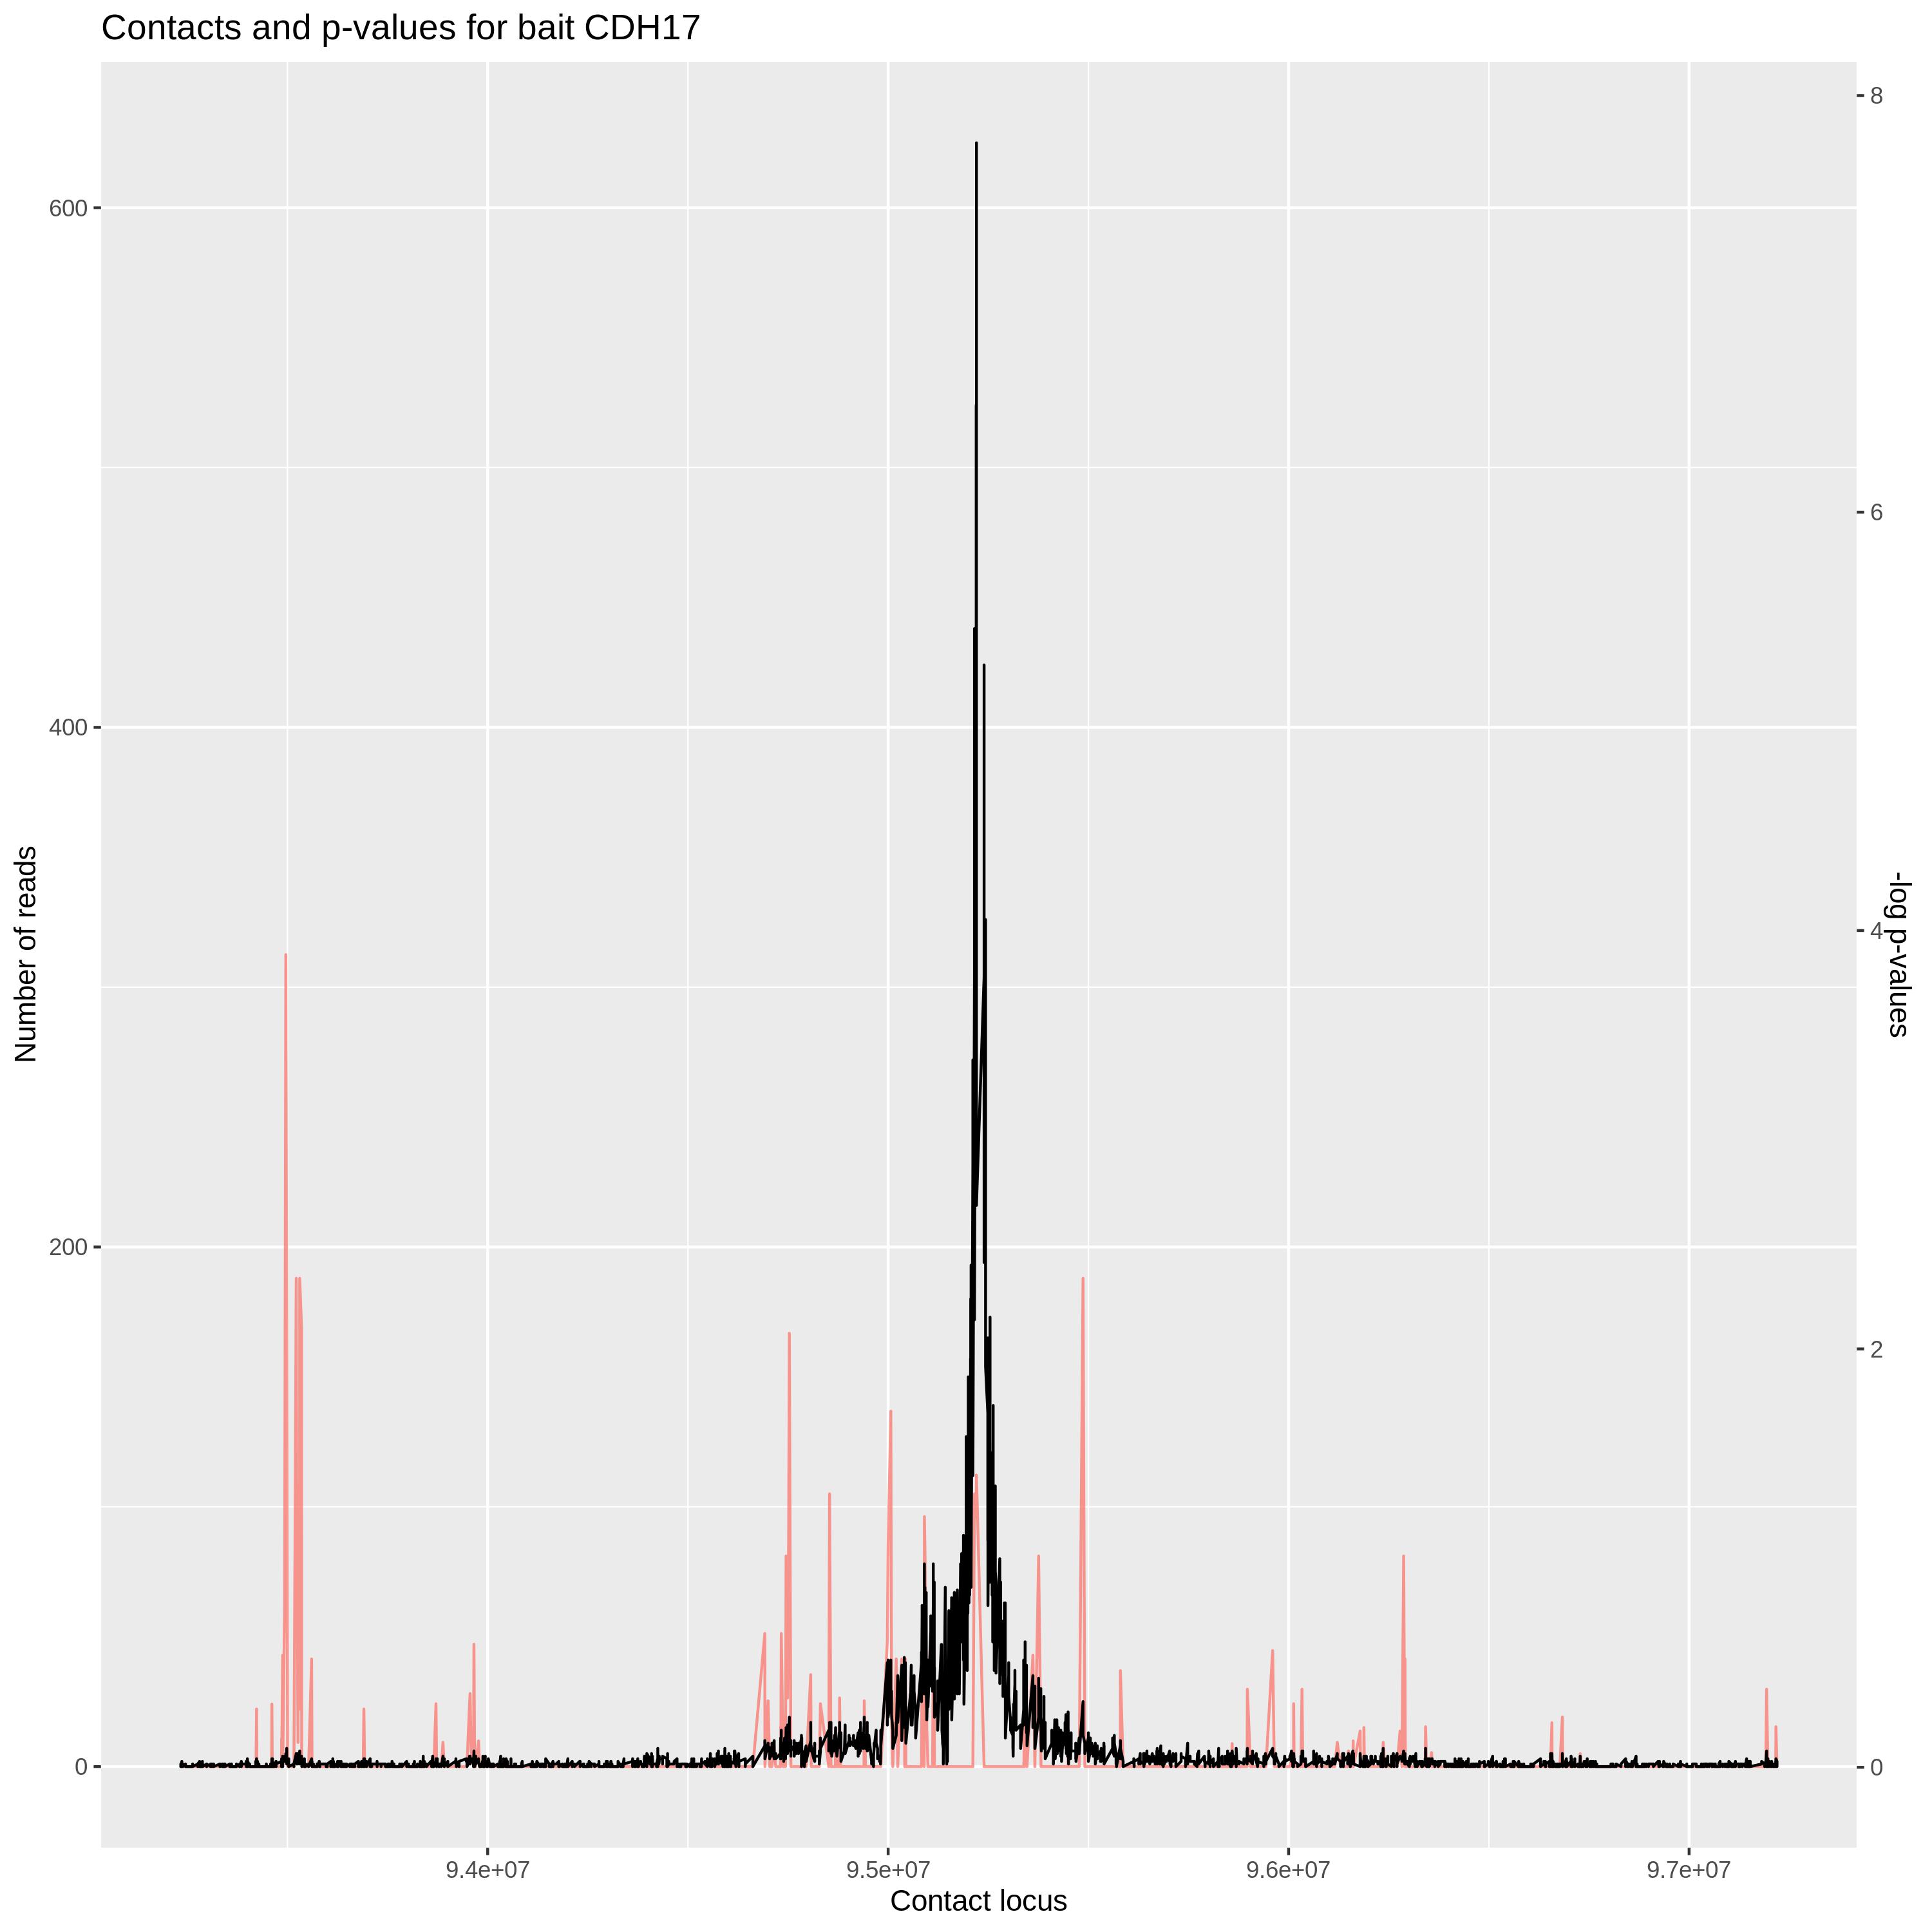 Contacts and p-values for bait CDH17
8
600
6
400
Number of reads
-log p-values
4
200
2
0
0
9.4e+07
9.5e+07
9.6e+07
9.7e+07
Contact locus